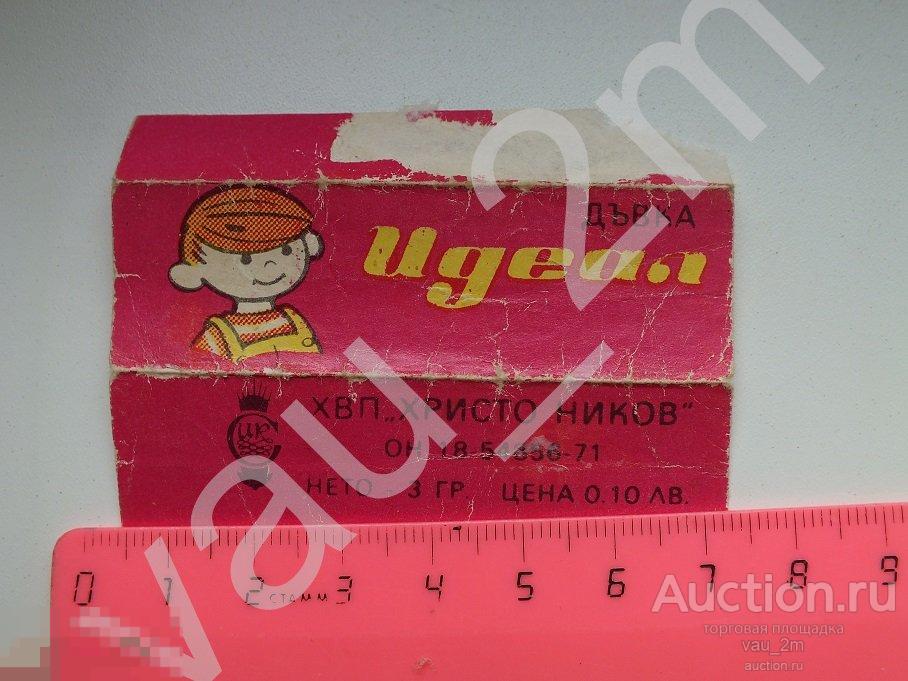 ДЪВКА
Идеал
ХВП „ХРИСТО НИКОВ"
ОН 18-54856-71
НЕТО 3 ГР. ЦЕНА 0.10 ЛВ.
0 1 2 СТАММ 3 4 5 6 7 8 9
vau_2m
Auction.ru
торговая площадка
vau_2m
auction.ru